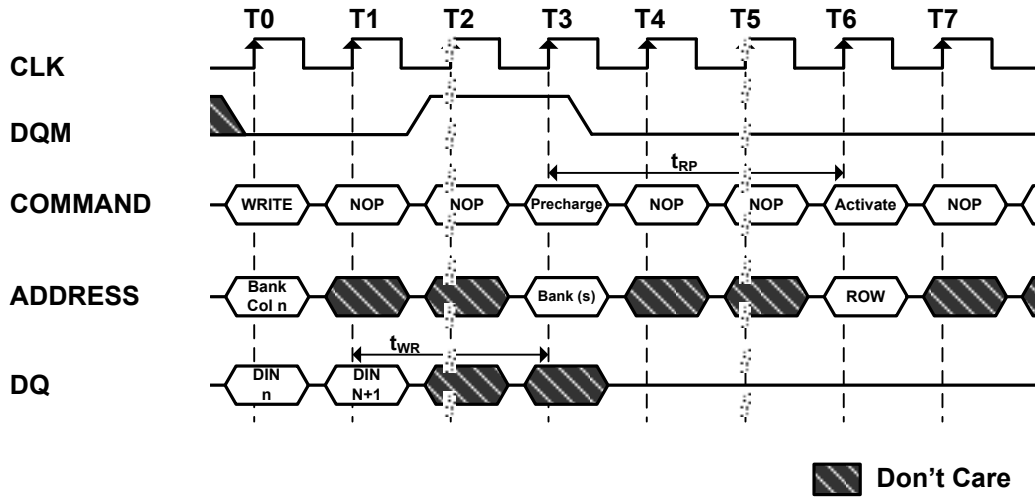 T0 T1 T2 T3 T4 T5 T6 T7
CLK
DQM
tRP
COMMAND WRITE NOP NOP Precharge NOP NOP Activate NOP
ADDRESS Bank Col n Bank (s) ROW
tWR
DQ DIN n DIN N+1
Don't Care